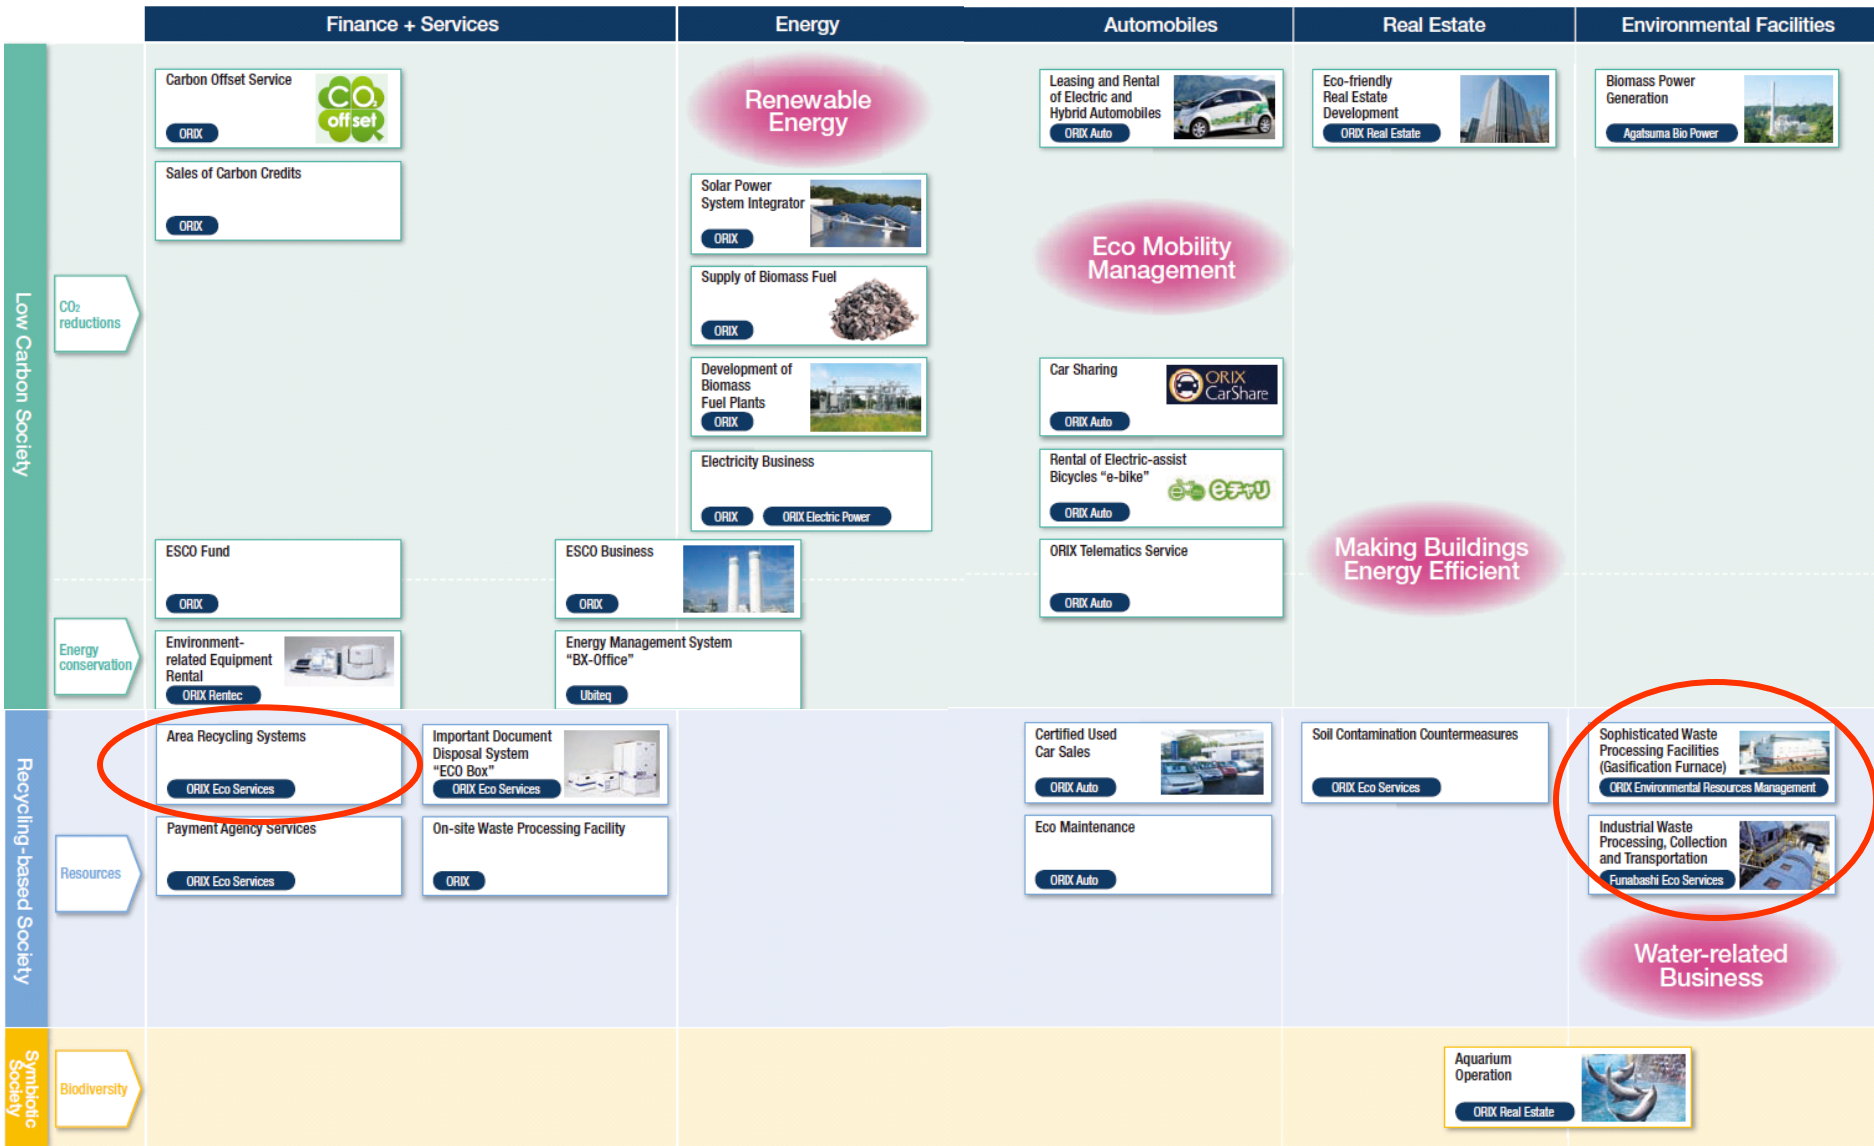 Finance + Services
Energy
Automobiles
Real Estate
Environmental Facilities
Low Carbon Society
CO₂
reductions
Carbon Offset Service
CO₂
offset
ORIX
Sales of Carbon Credits
ORIX
Renewable
Energy
Solar Power
System Integrator
ORIX
Supply of Biomass Fuel
ORIX
Development of
Biomass
Fuel Plants
ORIX
Electricity Business
ORIX
ORIX Electric Power
Leasing and Rental
of Electric and
Hybrid Automobiles
ORIX Auto
Eco Mobility
Management
Car Sharing
ORIX
CarShare
ORIX Auto
Rental of Electric-assist
Bicycles “e-bike”
eチャリ
ORIX Auto
ORIX Telematics Service
ORIX Auto
Eco-friendly
Real Estate
Development
ORIX Real Estate
Making Buildings
Energy Efficient
Biomass Power
Generation
Agatsuma Bio Power
Energy
conservation
ESCO Fund
ORIX
ESCO Business
ORIX
Environment-
related Equipment
Rental
ORIX Rentec
Energy Management System
“BX-Office”
Ubiteq
Recycling-based Society
Resources
Area Recycling Systems
ORIX Eco Services
Important Document
Disposal System
“ECO Box”
ORIX Eco Services
Payment Agency Services
ORIX Eco Services
On-site Waste Processing Facility
ORIX
Certified Used
Car Sales
ORIX Auto
Eco Maintenance
ORIX Auto
Soil Contamination Countermeasures
ORIX Eco Services
Sophisticated Waste
Processing Facilities
(Gasification Furnace)
ORIX Environmental Resources Management
Industrial Waste
Processing, Collection
and Transportation
Funabashi Eco Services
Water-related
Business
Symbiotic
Society
Biodiversity
Aquarium
Operation
ORIX Real Estate